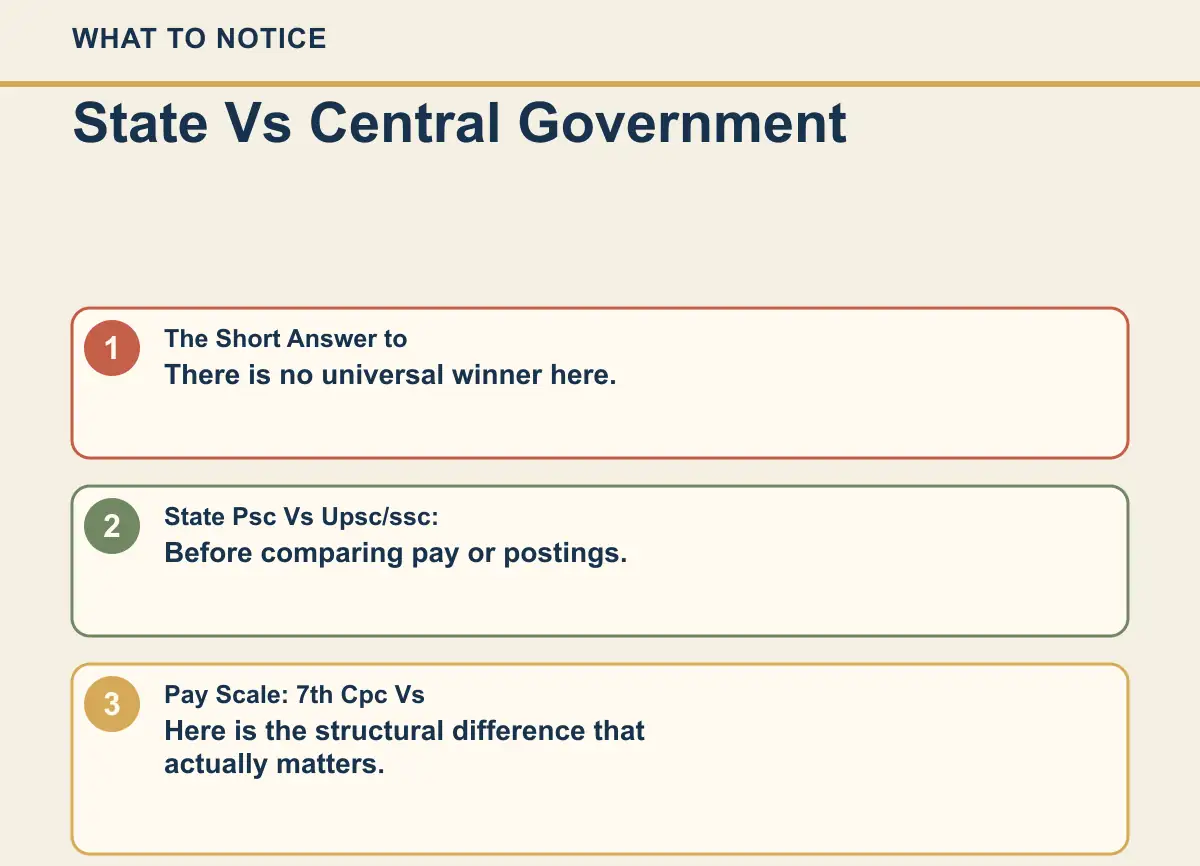 WHAT TO NOTICE
State Vs Central Government
1
The Short Answer to
There is no universal winner here.
2
State Psc Vs Upsc/ssc:
Before comparing pay or postings.
3
Pay Scale: 7th Cpc Vs
Here is the structural difference that
actually matters.